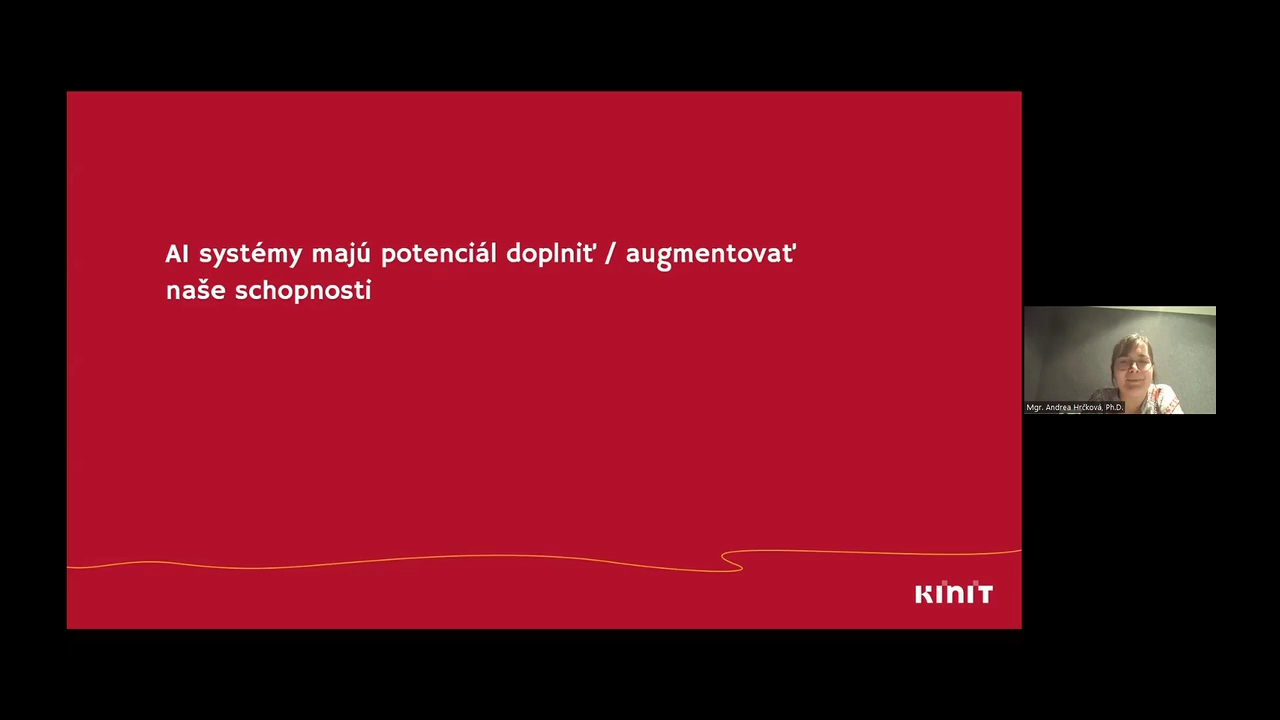 AI systémy majú potenciál doplniť / augmentovať
naše schopnosti
Mgr. Andrea Hrčková, Ph.D.
KINIT